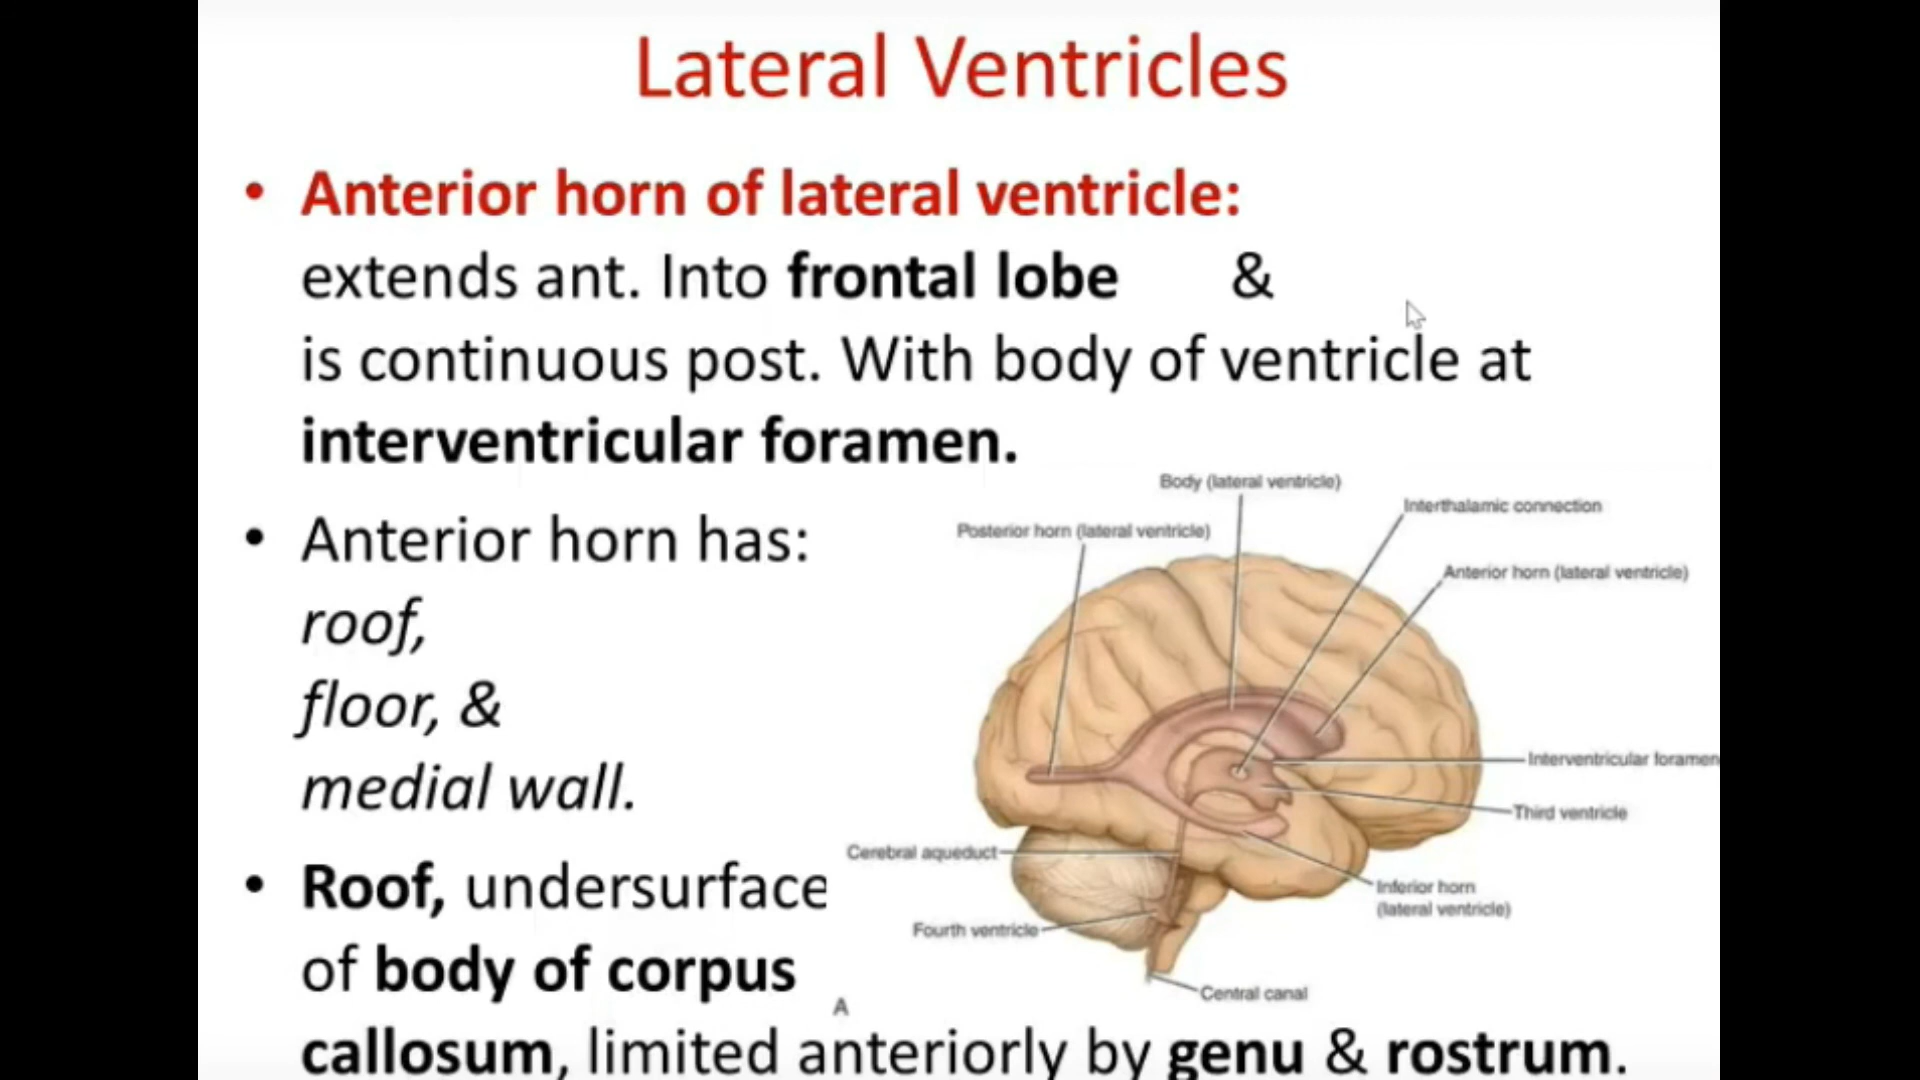 Lateral Ventricles
• Anterior horn of lateral ventricle:
extends ant. Into frontal lobe &
is continuous post. With body of ventricle at
interventricular foramen.
Body (lateral ventricle)
Interthalamic connection
Posterior horn (lateral ventricle)
Anterior horn (lateral ventricle)
• Anterior horn has:
roof,
floor, &
medial wall.
Interventricular foramen
Third ventricle
Cerebral aqueduct
Inferior horn
(lateral ventricle)
Fourth ventricle
Central canal
A
• Roof, undersurface
of body of corpus
callosum, limited anteriorly by genu & rostrum.